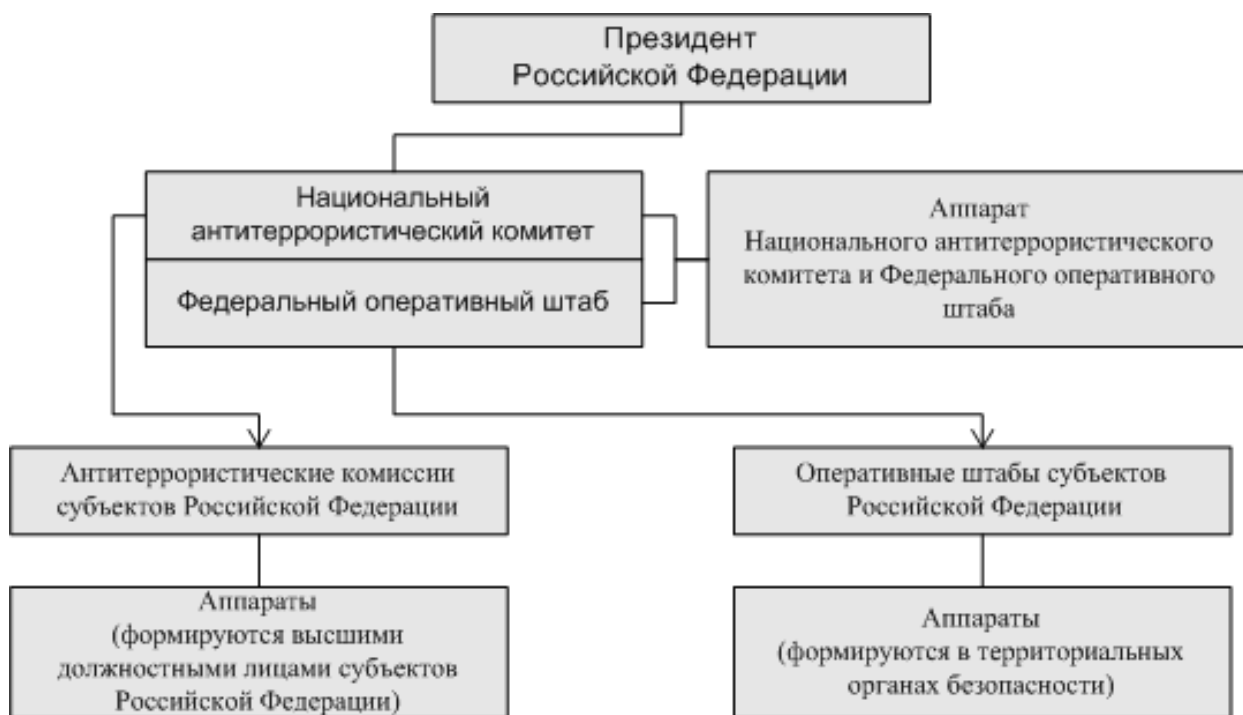 Президент
Российской Федерации
Национальный
антитеррористический комитет
Федеральный оперативный штаб
Аппарат
Национального антитеррористического
комитета и Федерального оперативного
штаба
Антитеррористические комиссии
субъектов Российской Федерации
Оперативные штабы субъектов
Российской Федерации
Аппараты
(формируются высшими
должностными лицами субъектов
Российской Федерации)
Аппараты
(формируются в территориальных
органах безопасности)